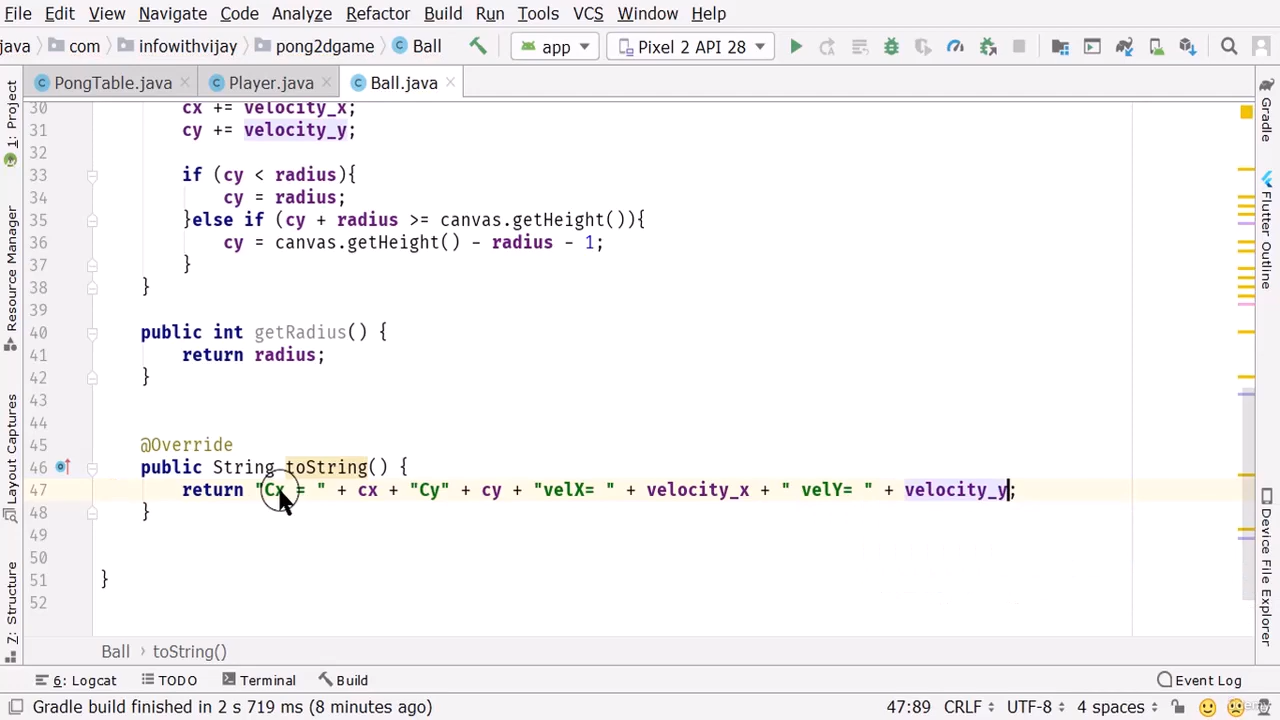 File Edit View Navigate Code Analyze Refactor Build Run Tools VCS Window Help
java com infowithvijay pong2dgame Ball app Pixel 2 API 28
PongTable.java Player.java Ball.java
30 cx += velocity_x;
31 cy += velocity_y;
32
33 if (cy < radius){
34 cy = radius;
35 }else if (cy + radius >= canvas.getHeight()){
36 cy = canvas.getHeight() - radius - 1;
37 }
38 }
39
40 public int getRadius() {
41 return radius;
42 }
43
44
45 @Override
46 public String toString() {
47 return "Cx = " + cx + "Cy" + cy + "velX= " + velocity_x + " velY= " + velocity_y;
48 }
49
50
51 }
52
Ball › toString()
6: Logcat TODO Terminal Build Event Log
Gradle build finished in 2 s 719 ms (8 minutes ago) 47:89 CRLF UTF-8 4 spaces
1: Project
Resource Manager
Layout Captures
7: Structure
Gradle
Flutter Outline
Device File Explorer